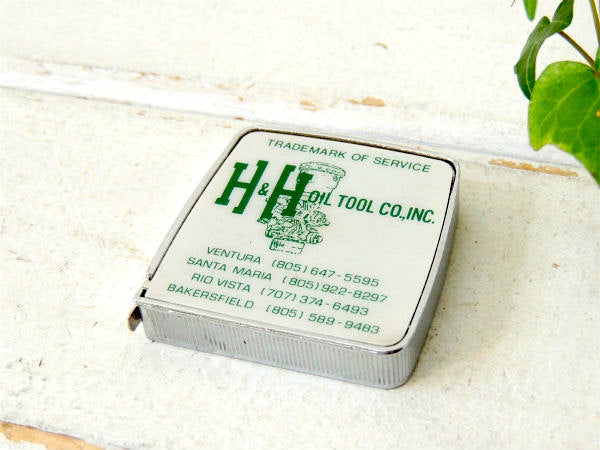 TRADEMARK OF SERVICE
H & H OIL TOOL CO., INC.
VENTURA (805) 647-5595
SANTA MARIA (805) 922-8297
RIO VISTA (707) 374-6493
BAKERSFIELD (805) 589-9483